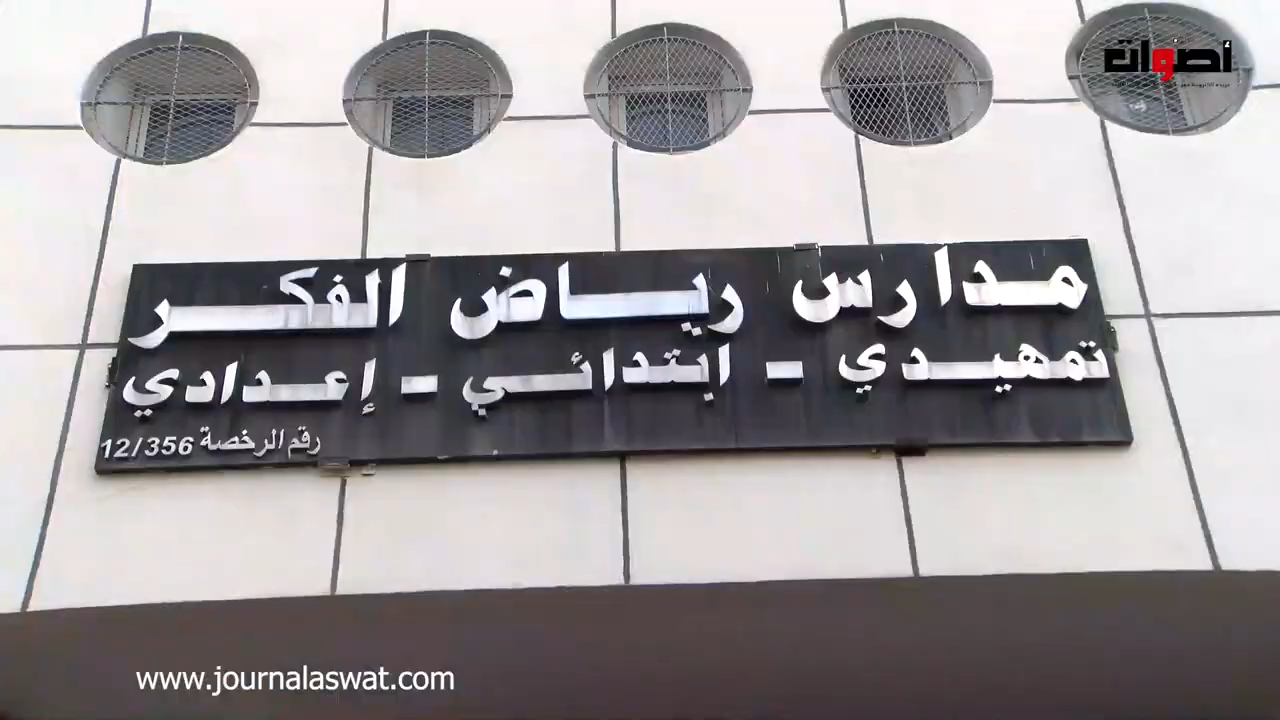 أصوات
مدارس رياض الفكر
تمهيدي - ابتدائي - إعدادي
رقم الرخصة 12/356
www.journalaswat.com